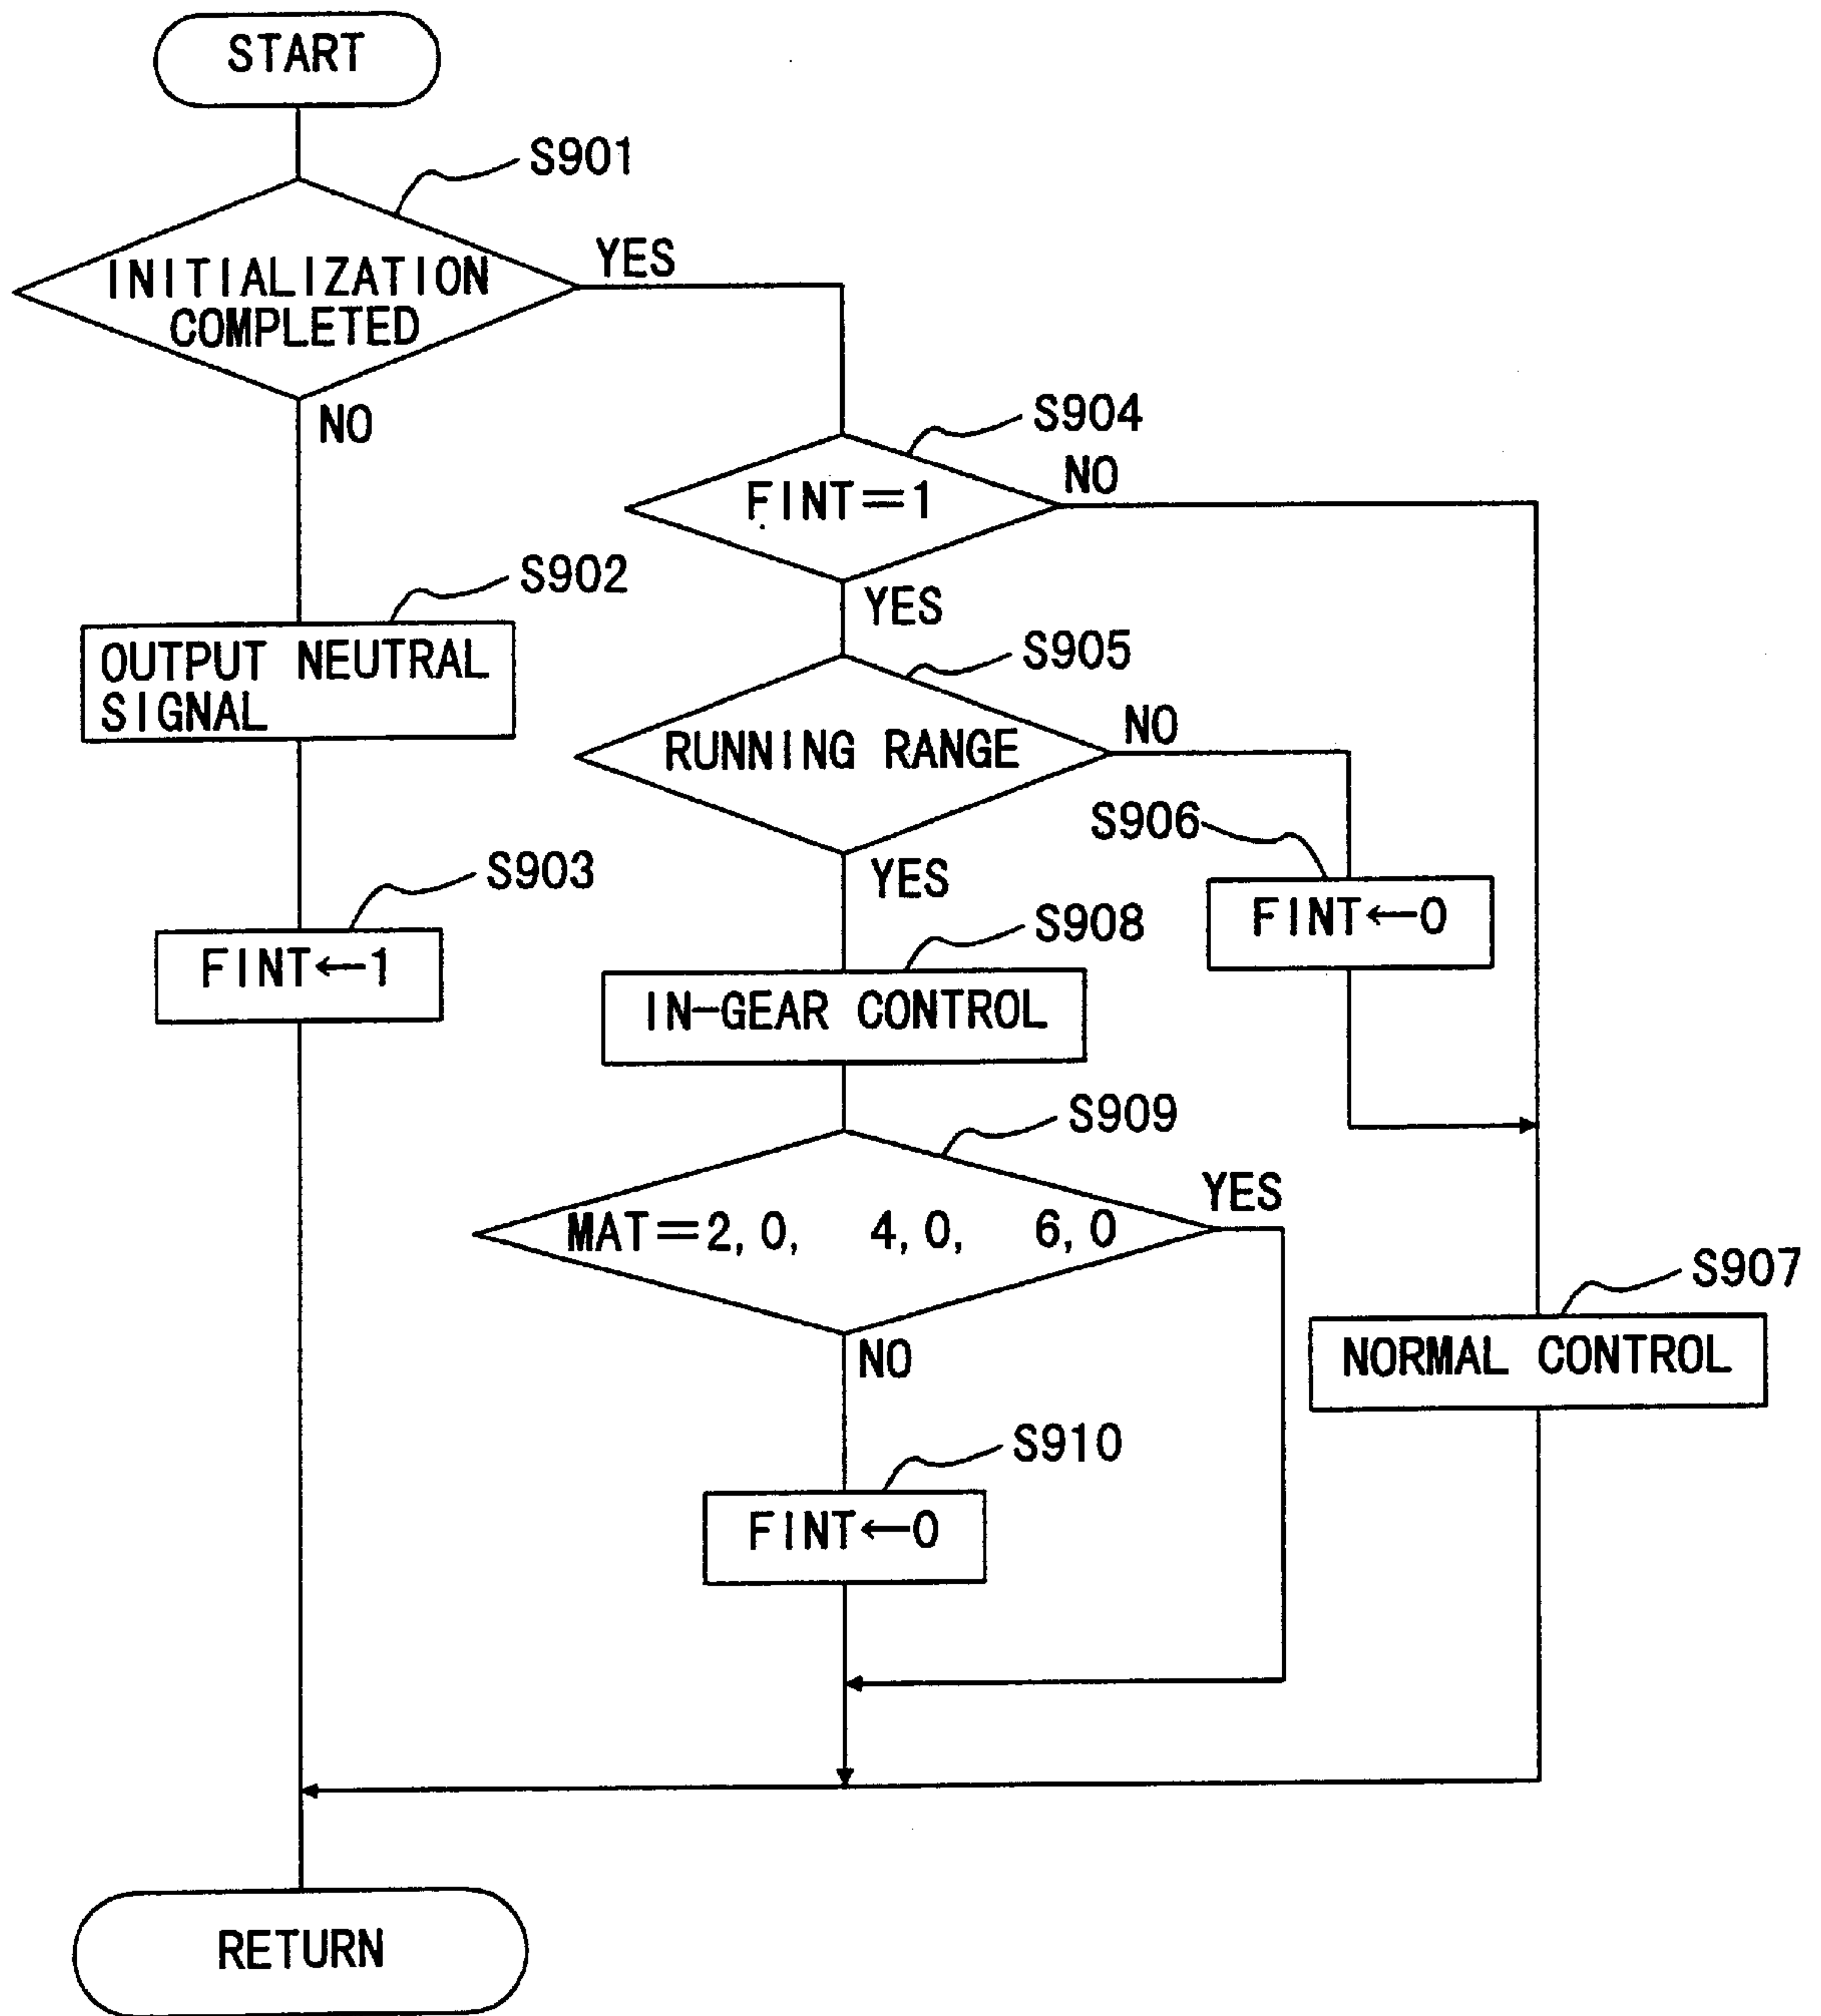 START
S901
INITIALIZATION
COMPLETED
YES
NO
S904
FINT=1
NO
YES
S902
OUTPUT NEUTRAL
SIGNAL
S905
RUNNING RANGE
NO
YES
S906
FINT←0
S903
FINT←1
S908
IN-GEAR CONTROL
S909
MAT=2,0, 4,0, 6,0
YES
NO
S907
NORMAL CONTROL
S910
FINT←0
RETURN